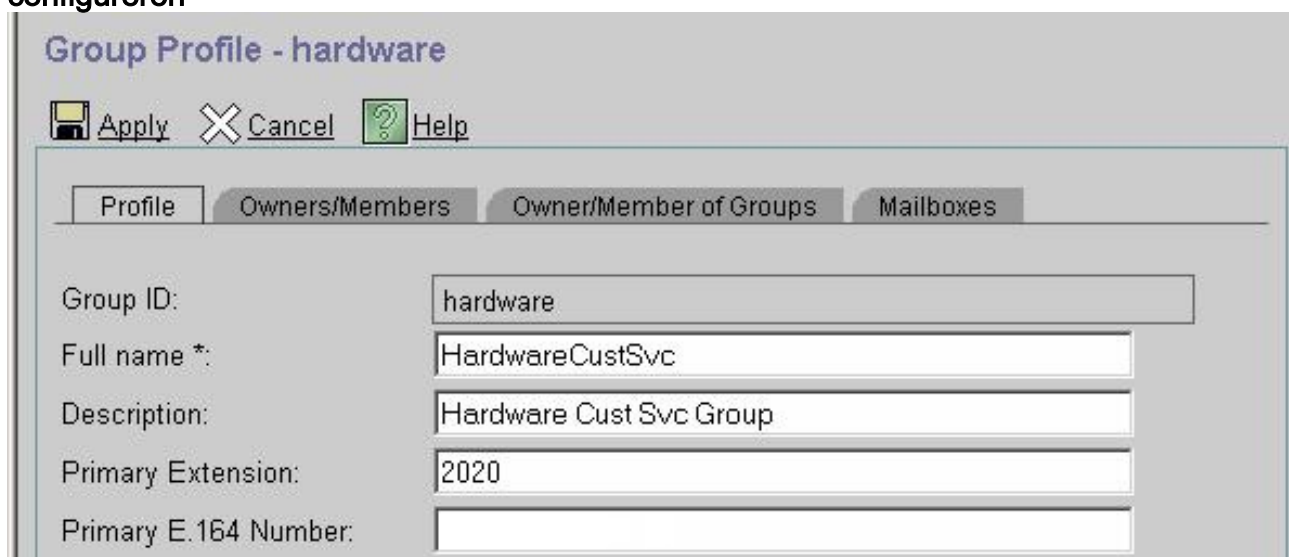 configureren
Group Profile - hardware
Apply Cancel Help
Profile Owners/Members Owner/Member of Groups Mailboxes
Group ID: hardware
Full name *: HardwareCustSvc
Description: Hardware Cust Svc Group
Primary Extension: 2020
Primary E.164 Number: